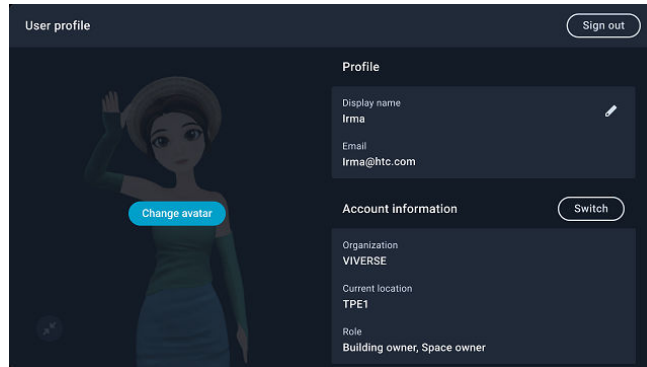 User profile
Sign out
Change avatar
Profile
Display name
Irma
Email
Irma@htc.com
Account information
Switch
Organization
VIVERSE
Current location
TPE1
Role
Building owner, Space owner